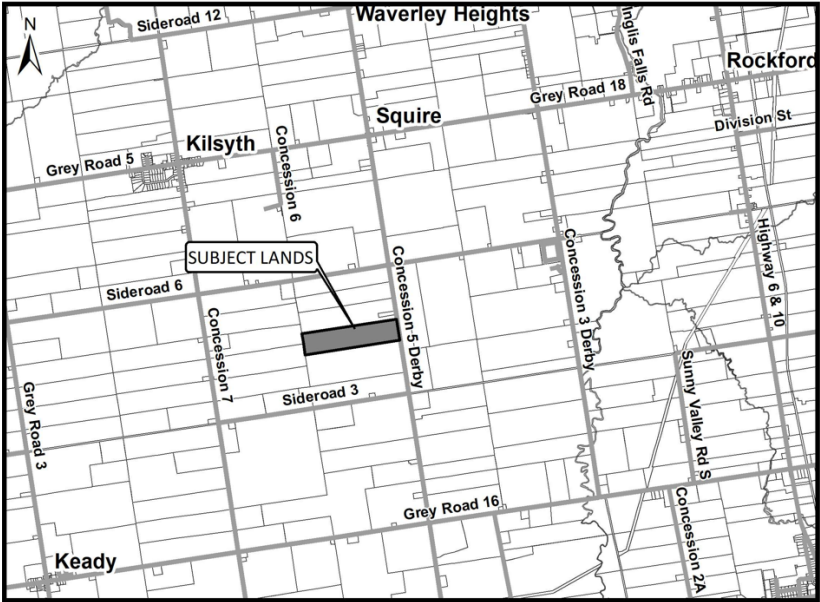 Sideroad 12
Waverley Heights
N
Inglis Falls Rd
Rockford
Grey Road 18
Squire
Division St
Concession 6
Kilsyth
Grey Road 5
SUBJECT LANDS
Concession 5 Derby
Concession 3 Derby
Highway 6 & 10
Sideroad 6
Concession 7
Sunny Valley Rd S
Grey Road 3
Sideroad 3
Grey Road 16
Concession 2A
Keady